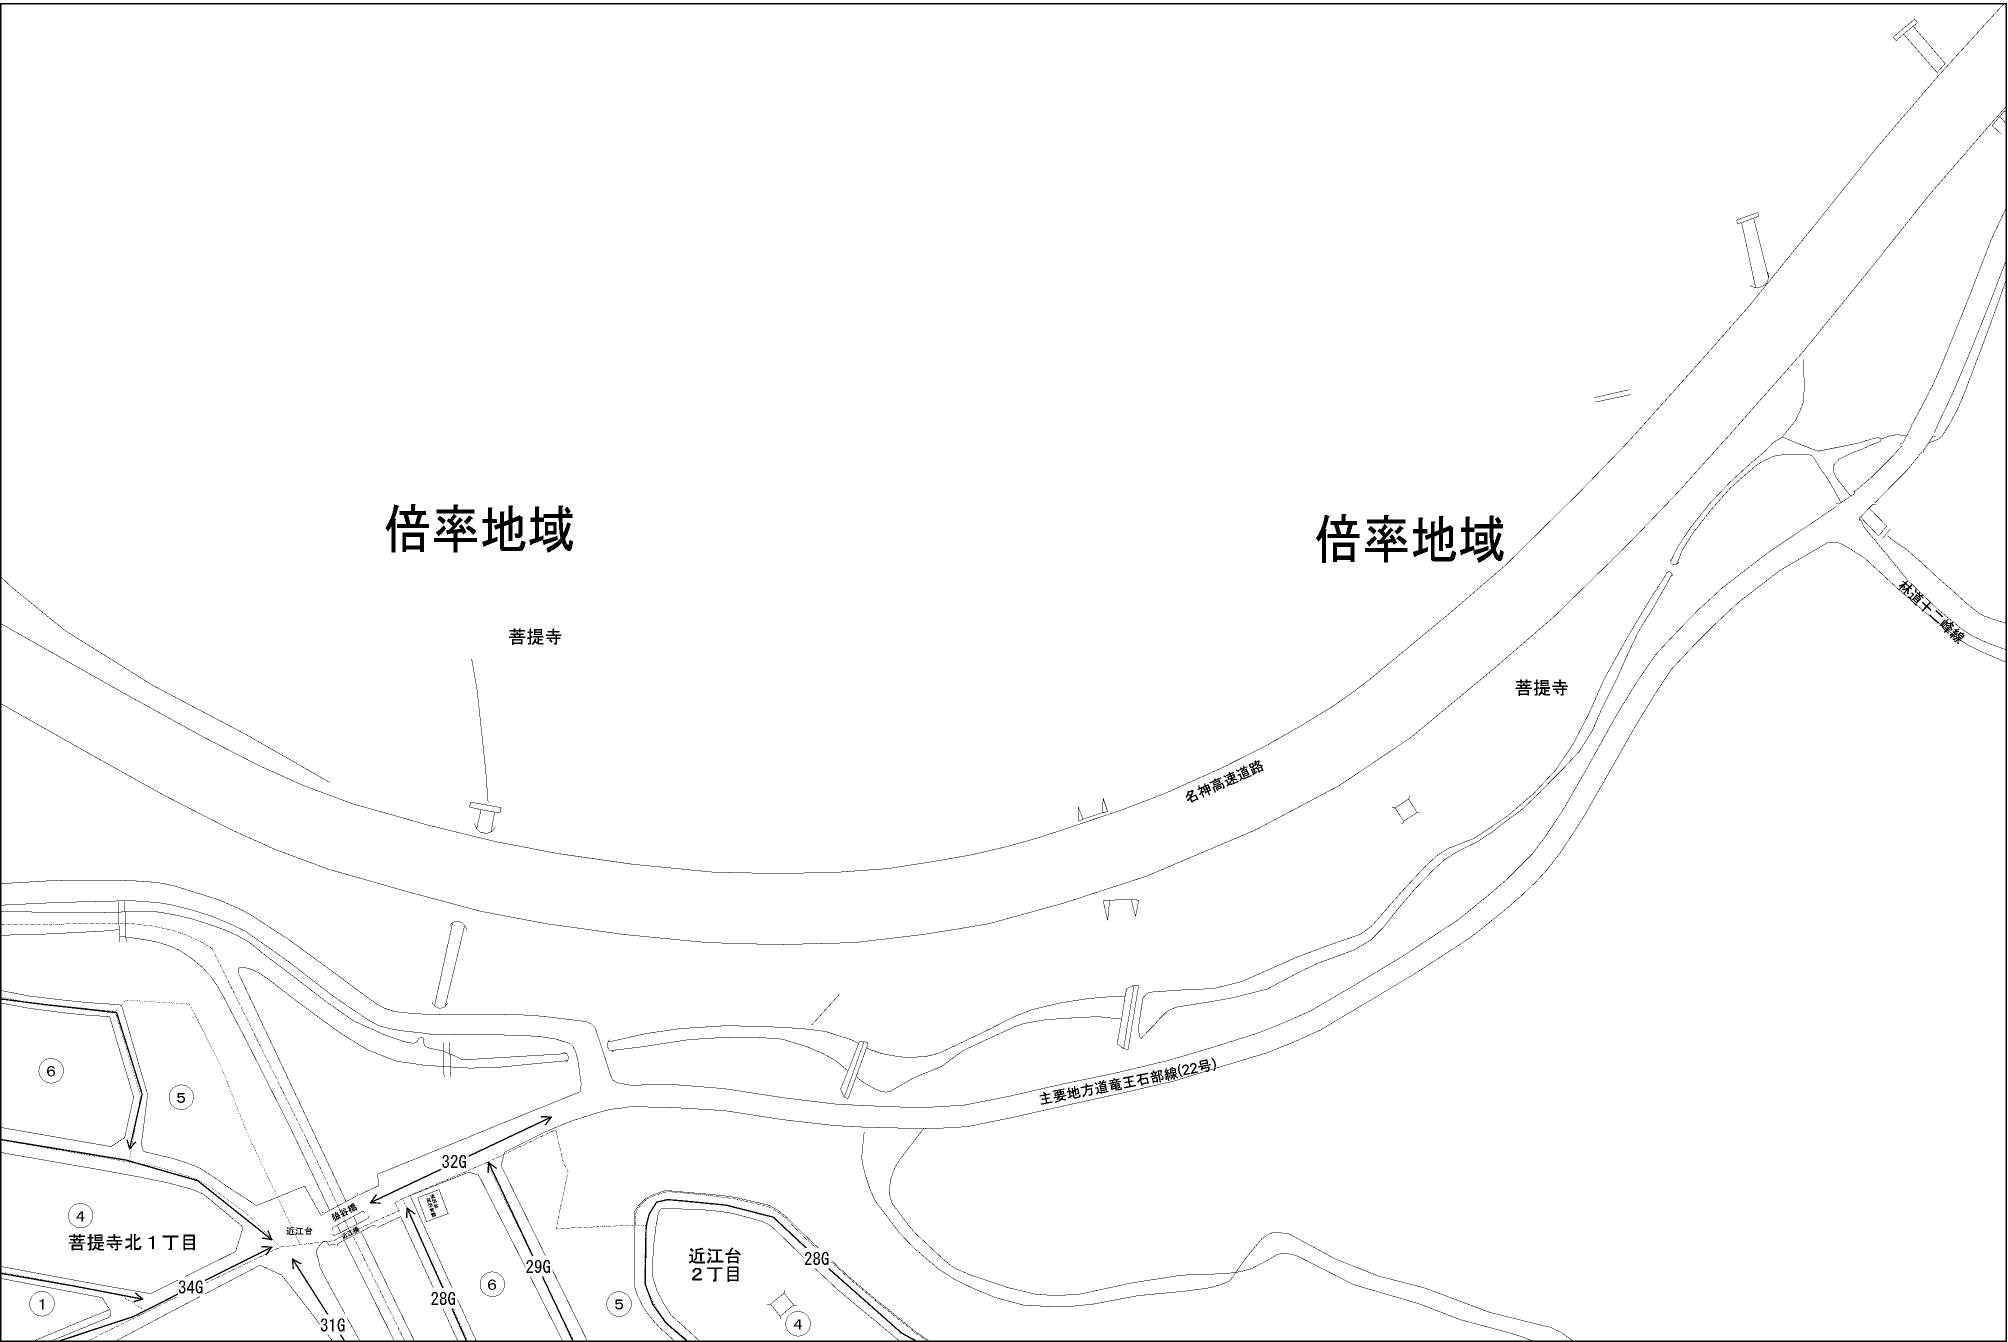 倍率地域
倍率地域
菩提寺
林道十二峰線
菩提寺
名神高速道路
主要地方道竜王石部線(22号)
6
5
32G
4
菩提寺北1丁目
近江台
34G
1
31G
28G
29G
6
5
近江台
2丁目
28G
4